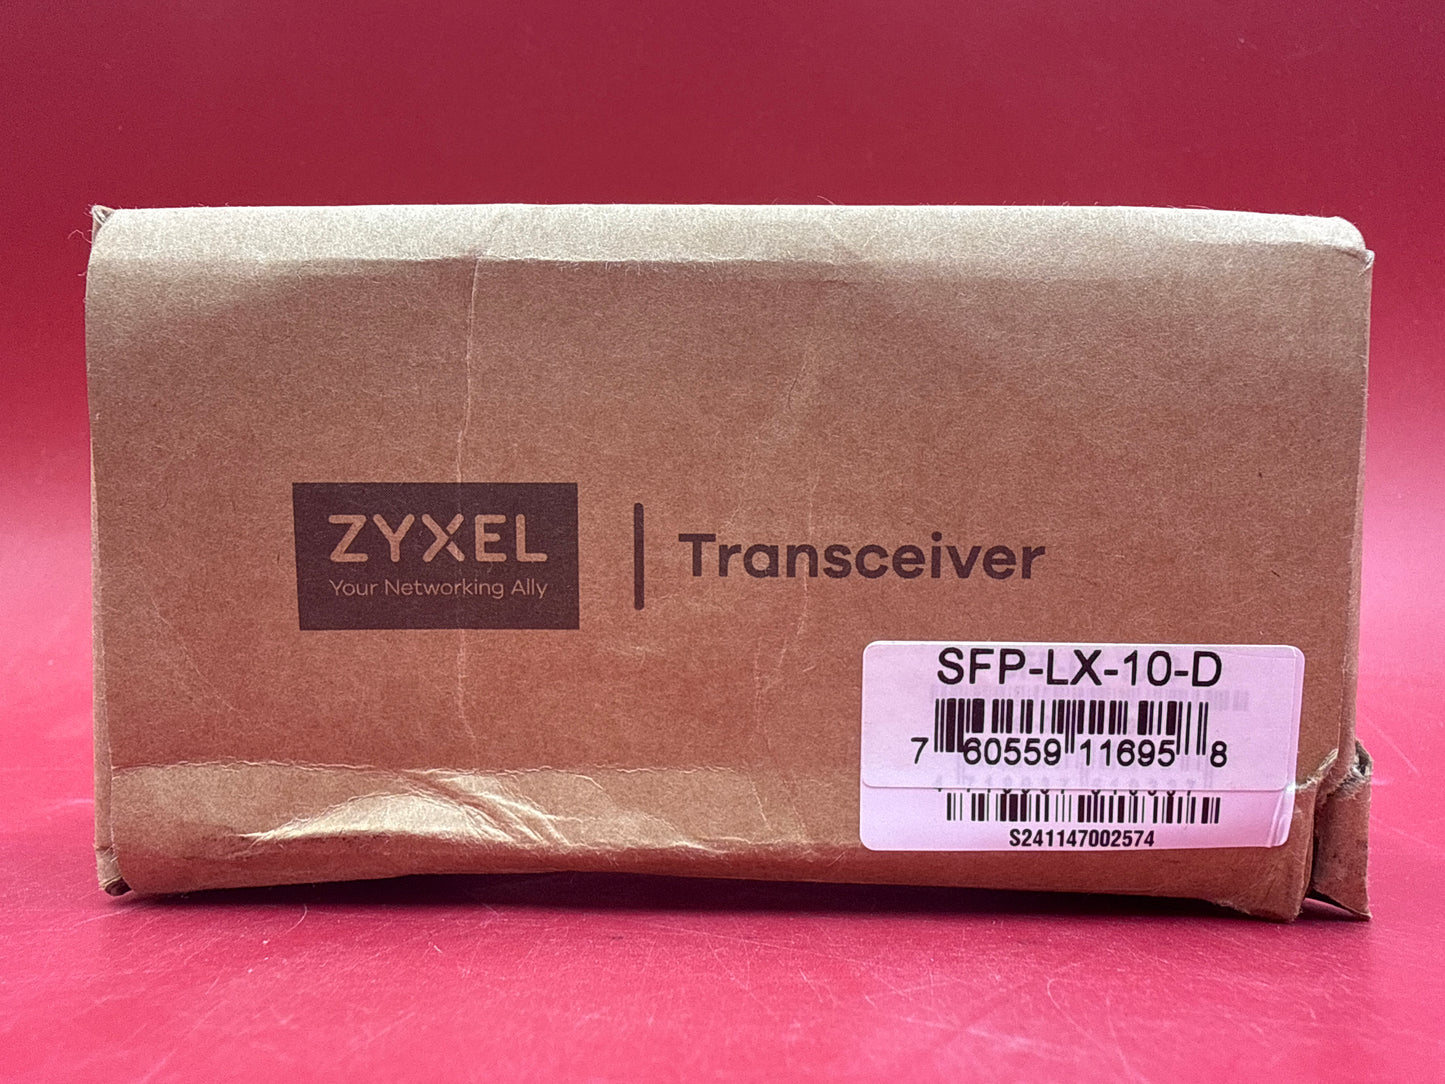 ZYXEL
Your Networking Ally
Transceiver
SFP-LX-10-D
7 60559 11695 8
S241147002574